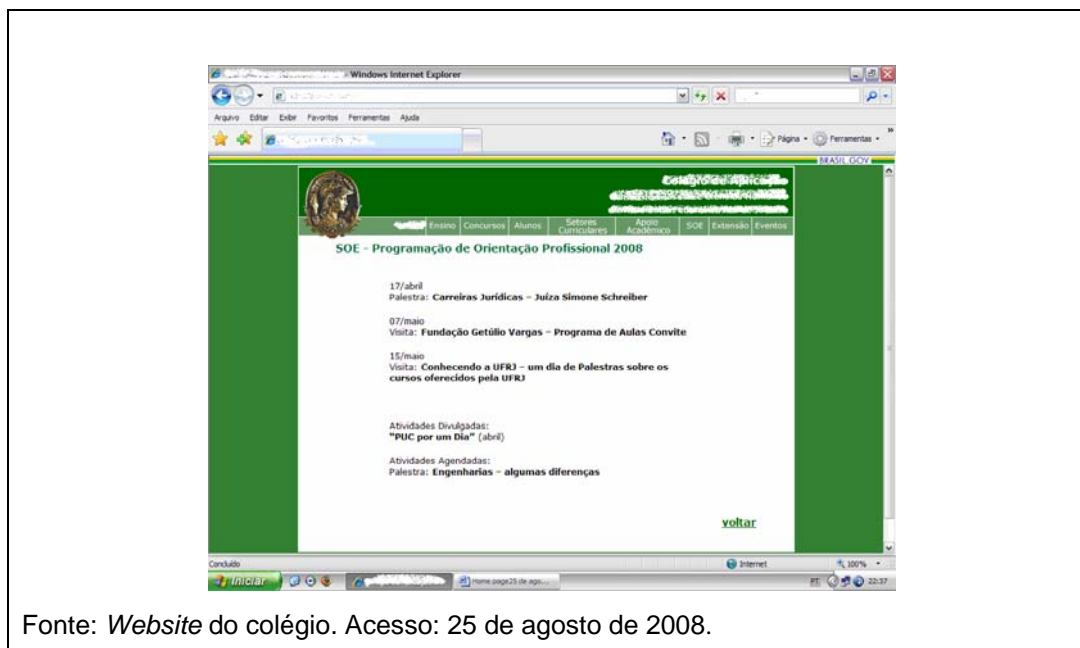 Windows Internet Explorer
Arquivo Editar Exibir Favoritos Ferramentas Ajuda
Página Ferramentas
BRASIL.GOV
Colégio de Aplicação
Ensino Concursos Alunos Setores Curriculares Apoio Acadêmico SOE Extensão Eventos
SOE - Programação de Orientação Profissional 2008
17/abril
Palestra: Carreiras Jurídicas – Juíza Simone Schreiber
07/maio
Visita: Fundação Getúlio Vargas – Programa de Aulas Convite
15/maio
Visita: Conhecendo a UFRJ – um dia de Palestras sobre os
cursos oferecidos pela UFRJ
Atividades Divulgadas:
"PUC por um Dia" (abril)
Atividades Agendadas:
Palestra: Engenharias – algumas diferenças
voltar
Concluído Internet 100%
Iniciar Home page25 de ago... PT 22:37
Fonte: Website do colégio. Acesso: 25 de agosto de 2008.